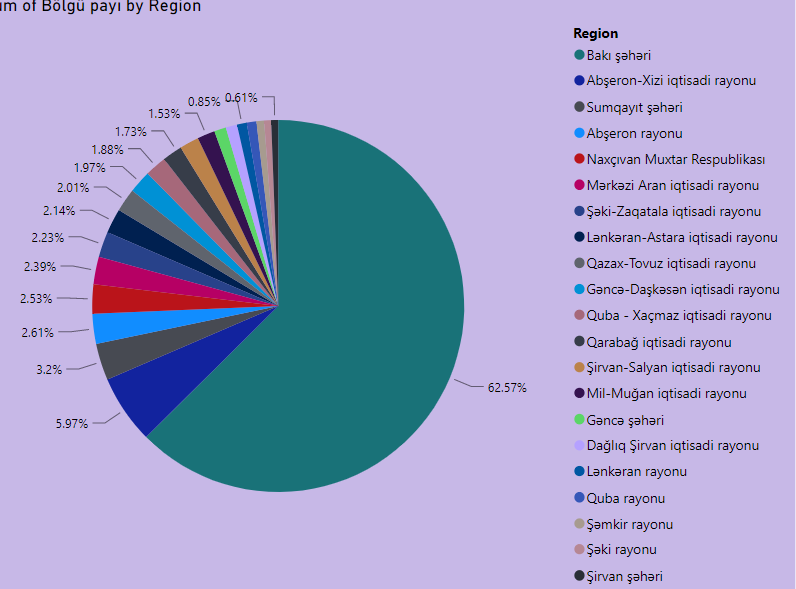 um of Bölgü payı by Region
Region
Bakı şəhəri
Abşeron-Xizi iqtisadi rayonu
Sumqayıt şəhəri
Abşeron rayonu
Naxçıvan Muxtar Respublikası
Mərkəzi Aran iqtisadi rayonu
Şəki-Zaqatala iqtisadi rayonu
Lənkəran-Astara iqtisadi rayonu
Qazax-Tovuz iqtisadi rayonu
Gəncə-Daşkəsən iqtisadi rayonu
Quba - Xaçmaz iqtisadi rayonu
Qarabağ iqtisadi rayonu
Şirvan-Salyan iqtisadi rayonu
Mil-Muğan iqtisadi rayonu
Gəncə şəhəri
Dağlıq Şirvan iqtisadi rayonu
Lənkəran rayonu
Quba rayonu
Şəmkir rayonu
Şəki rayonu
Şirvan şəhəri
0.61%
0.85%
1.53%
1.73%
1.88%
1.97%
2.01%
2.14%
2.23%
2.39%
2.53%
2.61%
3.2%
5.97%
62.57%